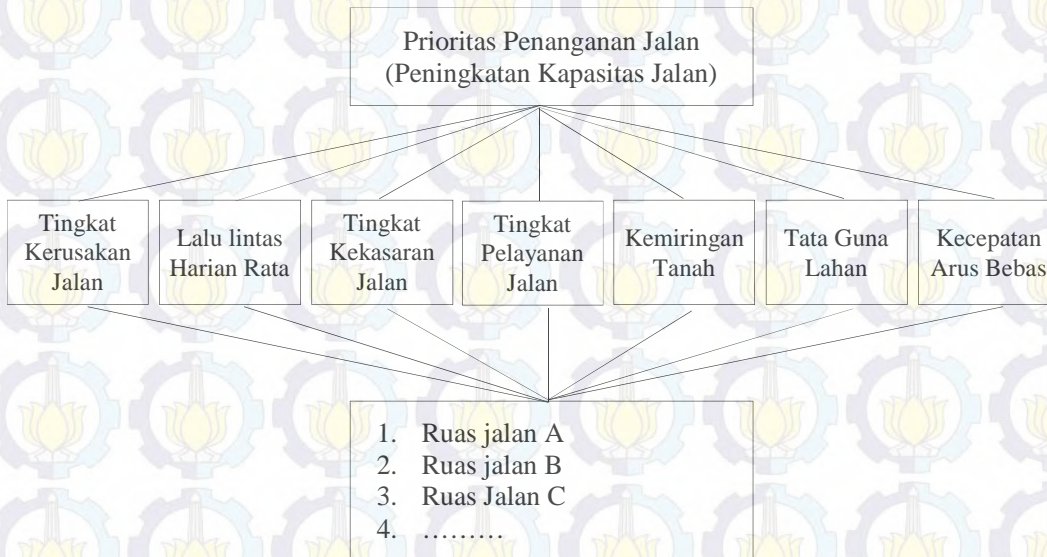 Prioritas Penanganan Jalan
(Peningkatan Kapasitas Jalan)
Tingkat
Kerusakan
Jalan
Lalu lintas
Harian Rata
Tingkat
Kekasaran
Jalan
Tingkat
Pelayanan
Jalan
Kemiringan
Tanah
Tata Guna
Lahan
Kecepatan
Arus Bebas
1. Ruas jalan A
2. Ruas jalan B
3. Ruas Jalan C
4. .........